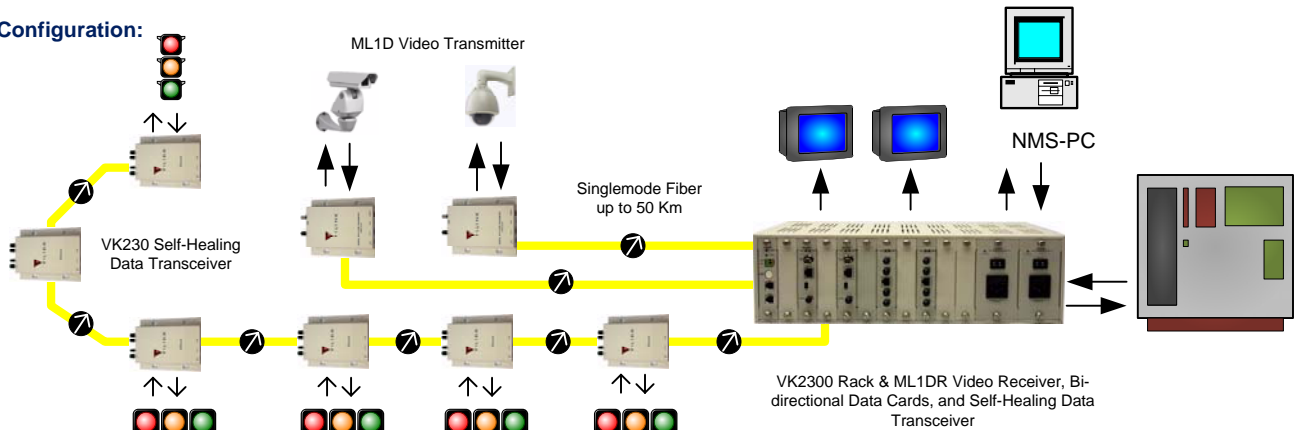 Configuration:
ML1D Video Transmitter
NMS-PC
Singlemode Fiber
up to 50 Km
VK230 Self-Healing
Data Transceiver
VK2300 Rack & ML1DR Video Receiver, Bi-
directional Data Cards, and Self-Healing Data
Transceiver